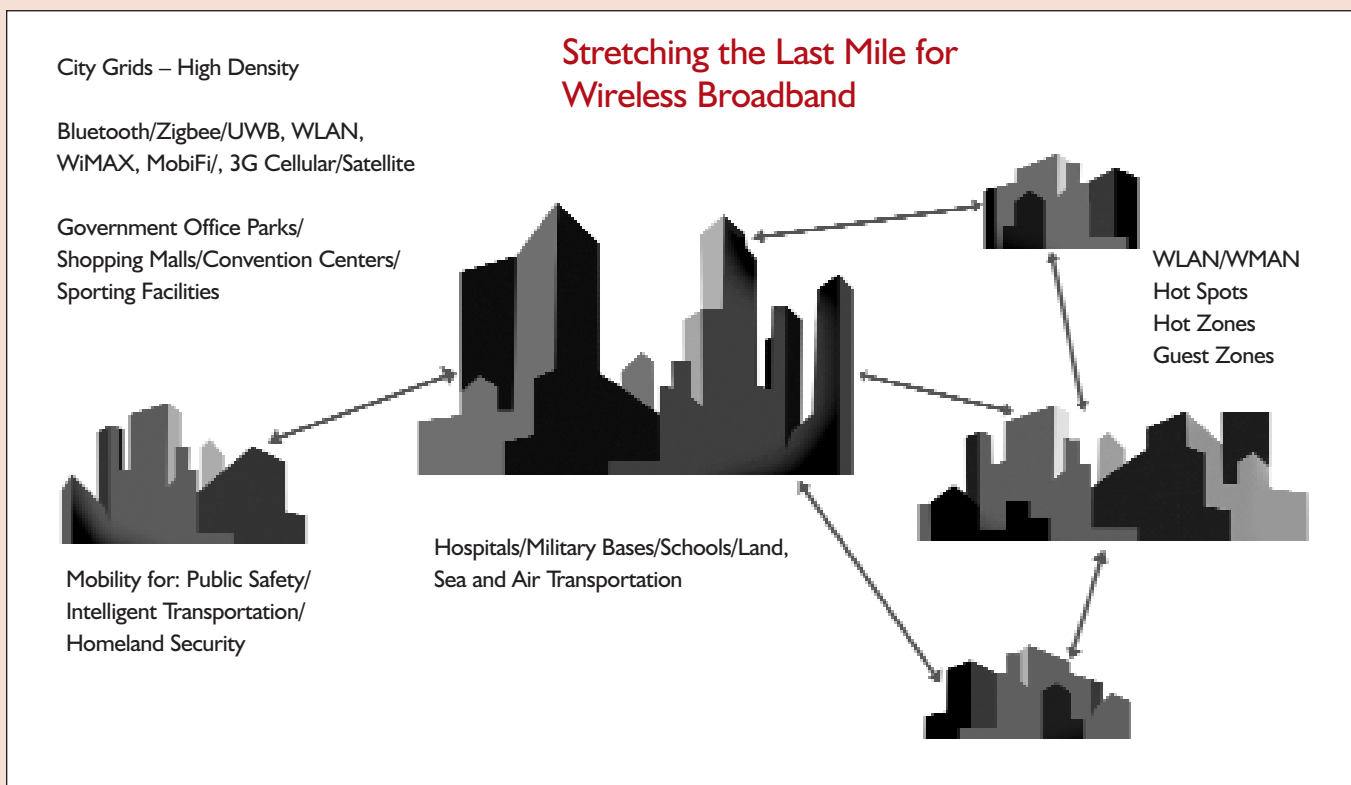 Stretching the Last Mile for
Wireless Broadband
City Grids – High Density
Bluetooth/Zigbee/UWB, WLAN,
WiMAX, MobiFi/, 3G Cellular/Satellite
Government Office Parks/
Shopping Malls/Convention Centers/
Sporting Facilities
WLAN/WMAN
Hot Spots
Hot Zones
Guest Zones
Hospitals/Military Bases/Schools/Land,
Sea and Air Transportation
Mobility for: Public Safety/
Intelligent Transportation/
Homeland Security